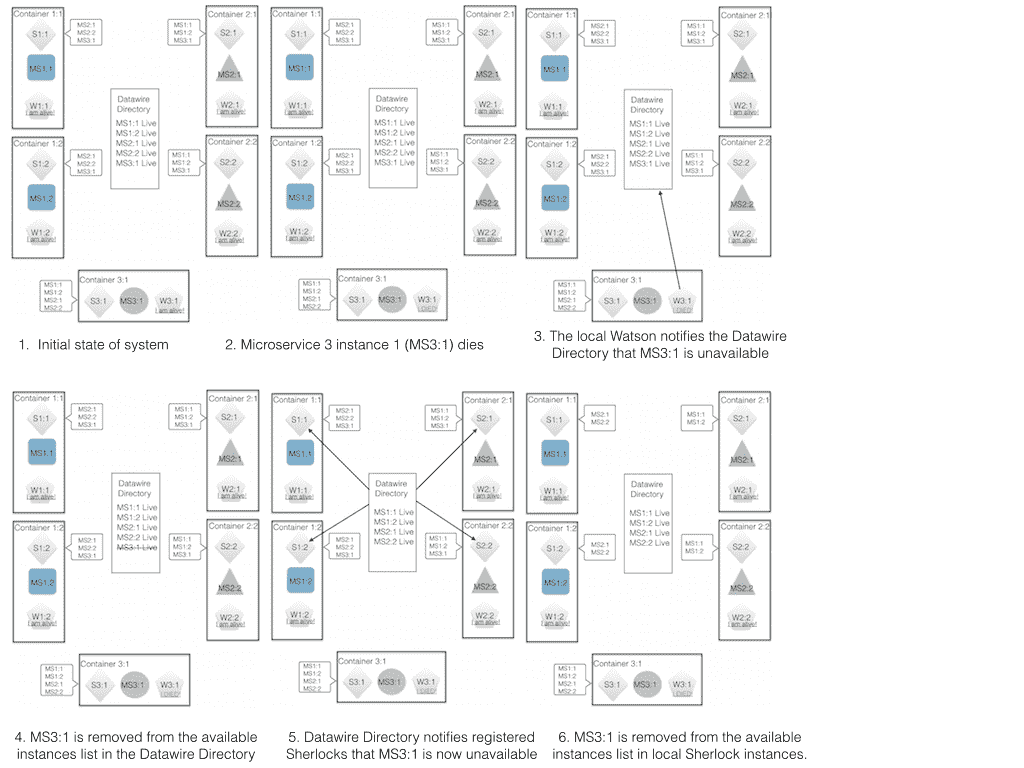 Container 1:1
S1:1
MS2:1
MS2:2
MS3:1
MS1:1
W1:1
I am alive!
Container 2:1
MS1:1
MS1:2
MS3:1
S2:1
MS2:1
W2:1
I am alive!
Datawire
Directory
MS1:1 Live
MS1:2 Live
MS2:1 Live
MS2:2 Live
MS3:1 Live
Container 1:2
S1:2
MS2:1
MS2:2
MS3:1
MS1:2
W1:2
I am alive!
Container 2:2
MS1:1
MS1:2
MS3:1
S2:2
MS2:2
W2:2
I am alive!
MS1:1
MS1:2
MS2:1
MS2:2
Container 3:1
S3:1
MS3:1
W3:1
I am alive!
1. Initial state of system
Container 1:1
S1:1
MS2:1
MS2:2
MS3:1
MS1:1
W1:1
I am alive!
Container 2:1
MS1:1
MS1:2
MS3:1
S2:1
MS2:1
W2:1
I am alive!
Datawire
Directory
MS1:1 Live
MS1:2 Live
MS2:1 Live
MS2:2 Live
MS3:1 Live
Container 1:2
S1:2
MS2:1
MS2:2
MS3:1
MS1:2
W1:2
I am alive!
Container 2:2
MS1:1
MS1:2
MS3:1
S2:2
MS2:2
W2:2
I am alive!
MS1:1
MS1:2
MS2:1
MS2:2
Container 3:1
S3:1
MS3:1
W3:1
I DIED!
2. Microservice 3 instance 1 (MS3:1) dies
Container 1:1
S1:1
MS2:1
MS2:2
MS3:1
MS1:1
W1:1
I am alive!
Container 2:1
MS1:1
MS1:2
MS3:1
S2:1
MS2:1
W2:1
I am alive!
Datawire
Directory
MS1:1 Live
MS1:2 Live
MS2:1 Live
MS2:2 Live
MS3:1 Live
Container 1:2
S1:2
MS2:1
MS2:2
MS3:1
MS1:2
W1:2
I am alive!
Container 2:2
MS1:1
MS1:2
MS3:1
S2:2
MS2:2
W2:2
I am alive!
MS1:1
MS1:2
MS2:1
MS2:2
Container 3:1
S3:1
MS3:1
W3:1
I DIED!
3. The local Watson notifies the Datawire
Directory that MS3:1 is unavailable
Container 1:1
S1:1
MS2:1
MS2:2
MS3:1
MS1:1
W1:1
I am alive!
Container 2:1
MS1:1
MS1:2
MS3:1
S2:1
MS2:1
W2:1
I am alive!
Datawire
Directory
MS1:1 Live
MS1:2 Live
MS2:1 Live
MS2:2 Live
MS3:1 Live
Container 1:2
S1:2
MS2:1
MS2:2
MS3:1
MS1:2
W1:2
I am alive!
Container 2:2
MS1:1
MS1:2
MS3:1
S2:2
MS2:2
W2:2
I am alive!
MS1:1
MS1:2
MS2:1
MS2:2
Container 3:1
S3:1
MS3:1
W3:1
I DIED!
4. MS3:1 is removed from the available
instances list in the Datawire Directory
Container 1:1
S1:1
MS2:1
MS2:2
MS3:1
MS1:1
W1:1
I am alive!
Container 2:1
MS1:1
MS1:2
MS3:1
S2:1
MS2:1
W2:1
I am alive!
Datawire
Directory
MS1:1 Live
MS1:2 Live
MS2:1 Live
MS2:2 Live
Container 1:2
S1:2
MS2:1
MS2:2
MS3:1
MS1:2
W1:2
I am alive!
Container 2:2
MS1:1
MS1:2
MS3:1
S2:2
MS2:2
W2:2
I am alive!
MS1:1
MS1:2
MS2:1
MS2:2
Container 3:1
S3:1
MS3:1
W3:1
I DIED!
5. Datawire Directory notifies registered
Sherlocks that MS3:1 is now unavailable
Container 1:1
S1:1
MS2:1
MS2:2
MS1:1
W1:1
I am alive!
Container 2:1
MS1:1
MS1:2
S2:1
MS2:1
W2:1
I am alive!
Datawire
Directory
MS1:1 Live
MS1:2 Live
MS2:1 Live
MS2:2 Live
Container 1:2
S1:2
MS2:1
MS2:2
MS1:2
W1:2
I am alive!
Container 2:2
MS1:1
MS1:2
S2:2
MS2:2
W2:2
I am alive!
MS1:1
MS1:2
MS2:1
MS2:2
Container 3:1
S3:1
MS3:1
W3:1
I DIED!
6. MS3:1 is removed from the available
instances list in local Sherlock instances.